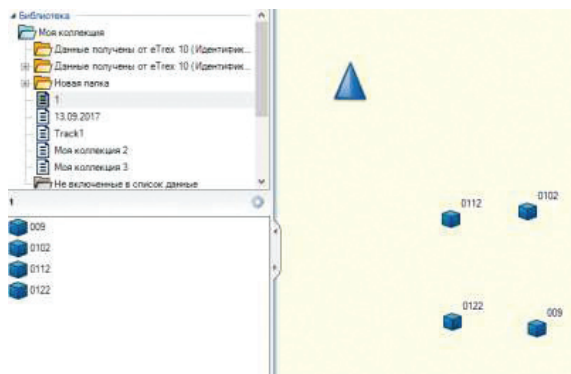 Библиотека
Моя коллекция
Данные получены от eTrex 10 (Идентифик...
Данные получены от eTrex 10 (Идентифик...
Новая папка
1
13.09.2017
Track1
Моя коллекция 2
Моя коллекция 3
Не включенные в список данные
1
009
0102
0112
0122
0112
0102
0122
009